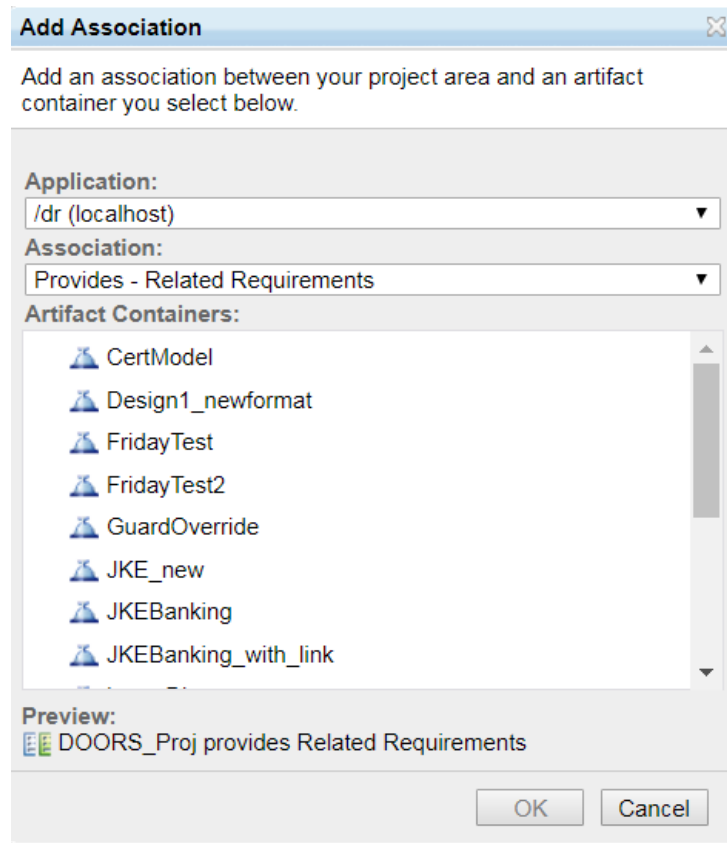 Add Association
Add an association between your project area and an artifact
container you select below.
Application:
/dr (localhost)
Association:
Provides - Related Requirements
Artifact Containers:
CertModel
Design1_newformat
FridayTest
FridayTest2
GuardOverride
JKE_new
JKEBanking
JKEBanking_with_link
Preview:
DOORS_Proj provides Related Requirements
OK
Cancel